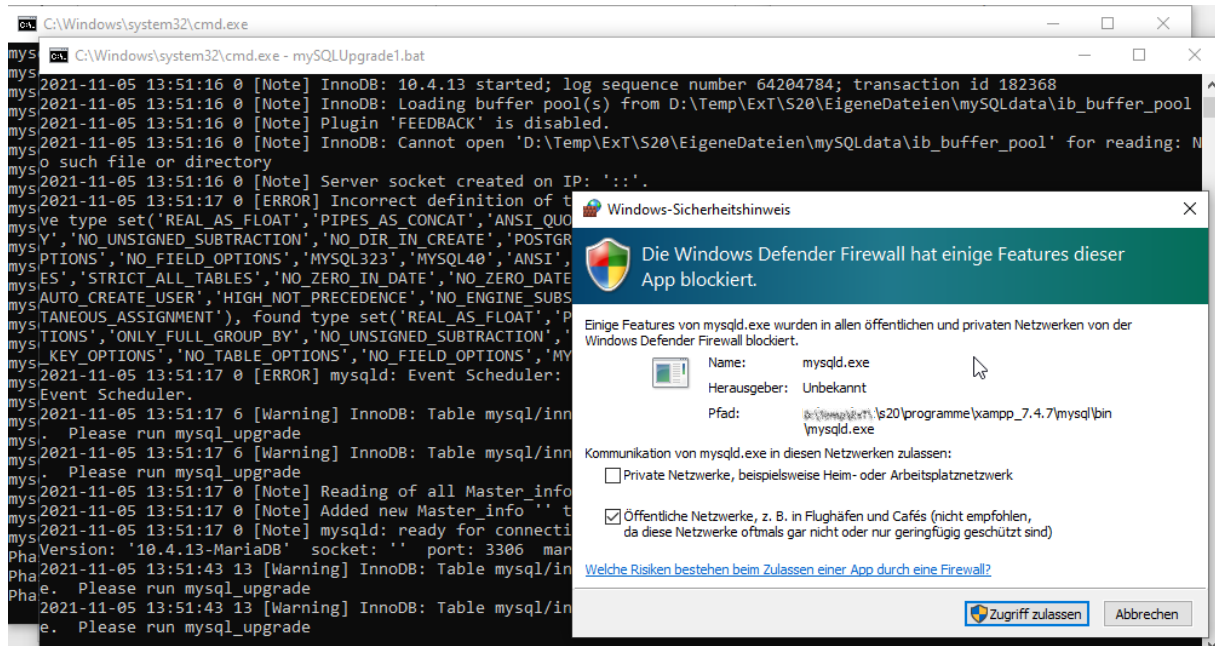 C:\Windows\system32\cmd.exe
C:\Windows\system32\cmd.exe - mySQLUpgrade1.bat
2021-11-05 13:51:16 0 [Note] InnoDB: 10.4.13 started; log sequence number 64204784; transaction id 182368
2021-11-05 13:51:16 0 [Note] InnoDB: Loading buffer pool(s) from D:\Temp\ExT\S20\EigeneDateien\mySQLdata\ib_buffer_pool
2021-11-05 13:51:16 0 [Note] Plugin 'FEEDBACK' is disabled.
2021-11-05 13:51:16 0 [Note] InnoDB: Cannot open 'D:\Temp\ExT\S20\EigeneDateien\mySQLdata\ib_buffer_pool' for reading: N
o such file or directory
2021-11-05 13:51:16 0 [Note] Server socket created on IP: '::'.
2021-11-05 13:51:17 0 [ERROR] Incorrect definition of t
ve type set('REAL_AS_FLOAT','PIPES_AS_CONCAT','ANSI_QUO
Y','NO_UNSIGNED_SUBTRACTION','NO_DIR_IN_CREATE','POSTGR
PTIONS','NO_FIELD_OPTIONS','MYSQL323','MYSQL40','ANSI',
ES','STRICT_ALL_TABLES','NO_ZERO_IN_DATE','NO_ZERO_DATE
AUTO_CREATE_USER','HIGH_NOT_PRECEDENCE','NO_ENGINE_SUBS
TANEOUS_ASSIGNMENT'), found type set('REAL_AS_FLOAT','P
TIONS','ONLY_FULL_GROUP_BY','NO_UNSIGNED_SUBTRACTION','
_KEY_OPTIONS','NO_TABLE_OPTIONS','NO_FIELD_OPTIONS','MY
2021-11-05 13:51:17 0 [ERROR] mysqld: Event Scheduler:
Event Scheduler.
2021-11-05 13:51:17 6 [Warning] InnoDB: Table mysql/inn
. Please run mysql_upgrade
2021-11-05 13:51:17 6 [Warning] InnoDB: Table mysql/inn
. Please run mysql_upgrade
2021-11-05 13:51:17 0 [Note] Reading of all Master_info
2021-11-05 13:51:17 0 [Note] Added new Master_info '' t
2021-11-05 13:51:17 0 [Note] mysqld: ready for connecti
Version: '10.4.13-MariaDB' socket: '' port: 3306 mar
2021-11-05 13:51:43 13 [Warning] InnoDB: Table mysql/in
e. Please run mysql_upgrade
2021-11-05 13:51:43 13 [Warning] InnoDB: Table mysql/in
e. Please run mysql_upgrade
Windows-Sicherheitshinweis
Die Windows Defender Firewall hat einige Features dieser
App blockiert.
Einige Features von mysqld.exe wurden in allen öffentlichen und privaten Netzwerken von der
Windows Defender Firewall blockiert.
Name: mysqld.exe
Herausgeber: Unbekannt
Pfad: \s20\programme\xampp_7.4.7\mysql\bin
\mysqld.exe
Kommunikation von mysqld.exe in diesen Netzwerken zulassen:
Private Netzwerke, beispielsweise Heim- oder Arbeitsplatznetzwerk
Öffentliche Netzwerke, z. B. in Flughäfen und Cafés (nicht empfohlen,
da diese Netzwerke oftmals gar nicht oder nur geringfügig geschützt sind)
Welche Risiken bestehen beim Zulassen einer App durch eine Firewall?
Zugriff zulassen Abbrechen